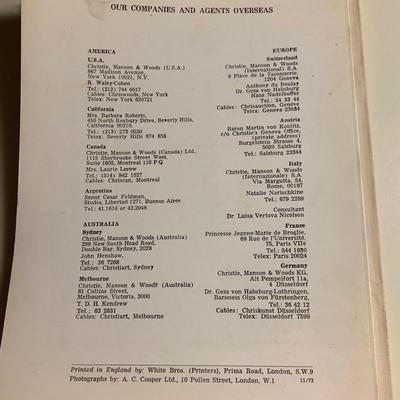 OUR COMPANIES AND AGENTS OVERSEAS
AMERICA
U.S.A.
Christie, Manson & Woods (U.S.A.)
867 Madison Avenue,
New York 10021, N.Y.
R. Waley-Cohen
Tel.: (212) 744 4017
Cables: Chriswoods, New York
Telex: New York 620721
California
Mrs. Barbara Roberts,
450 North Roxbury Drive, Beverly Hills,
California 90210.
Tel.: (213) 273 0550
Telex: Beverly Hills 674 858
Canada
Christie, Manson & Woods (Canada) Ltd.
1115 Sherbrooke Street West,
Suite 1805, Montreal 110 P.Q.
Mrs. Laurie Lerew
Tel.: (514) 842 1527
Cables: Chriscan, Montreal
Argentina
Senor Cesar Feldman,
Studia, Libertad 1271, Buenos Aires
Tel.: 41.1616 or 42.2046
AUSTRALIA
Sydney
Christie, Manson & Woods (Australia)
298 New South Head Road,
Double Bay, Sydney, 2028
John Henshaw,
Tel.: 36 7268
Cables: Christiart, Sydney
Melbourne
Christie, Manson & Woods (Australia)
81 Collins Street,
Melbourne, Victoria, 3000
T. D. H. Kendrew
Tel.: 63 2631
Cables: Christiart, Melbourne
EUROPE
Switzerland
Christie, Manson & Woods
(International) S.A.
8 Place de la Taconnerie,
1204 Geneva
Anthony du Boulay
Dr. Geza von Habsburg
Hans Nadelhoffer
Tel.: 24 33 44
Cables: Chrisauction, Genève
Telex: Geneva 23634
Austria
Baron Martin von Koblitz,
c/o Christie's Geneva Office,
(private address)
Burgelstein Strasse 4,
5020 Salzburg
Tel.: Salzburg 23344
Italy
Christie, Manson & Woods
(Internazionale) S.A.
Via Margutta, 54,
Rome, 00187
Natalie Narischkine
Tel.: 679 2289
Consultant
Dr. Luisa Vertova Nicolson
France
Princesse Jeanne-Marie de Broglie,
68 Rue de l'Université,
75, Paris VIIe
Tel.: 544 1630
Telex: Paris 20024
Germany
Christie, Manson & Woods KG,
Alt Pempelfort 11a,
4 Düsseldorf
Dr. Geza von Habsburg-Lothringen,
Baroness Olga von Fürstenberg,
Tel.: 36 42 12
Cables: Chriskunst Düsseldorf
Telex: Düsseldorf 7599
Printed in England by: White Bros. (Printers), Prima Road, London, S.W.9
Photographs by: A. C. Cooper Ltd., 10 Pollen Street, London, W.1
11/73